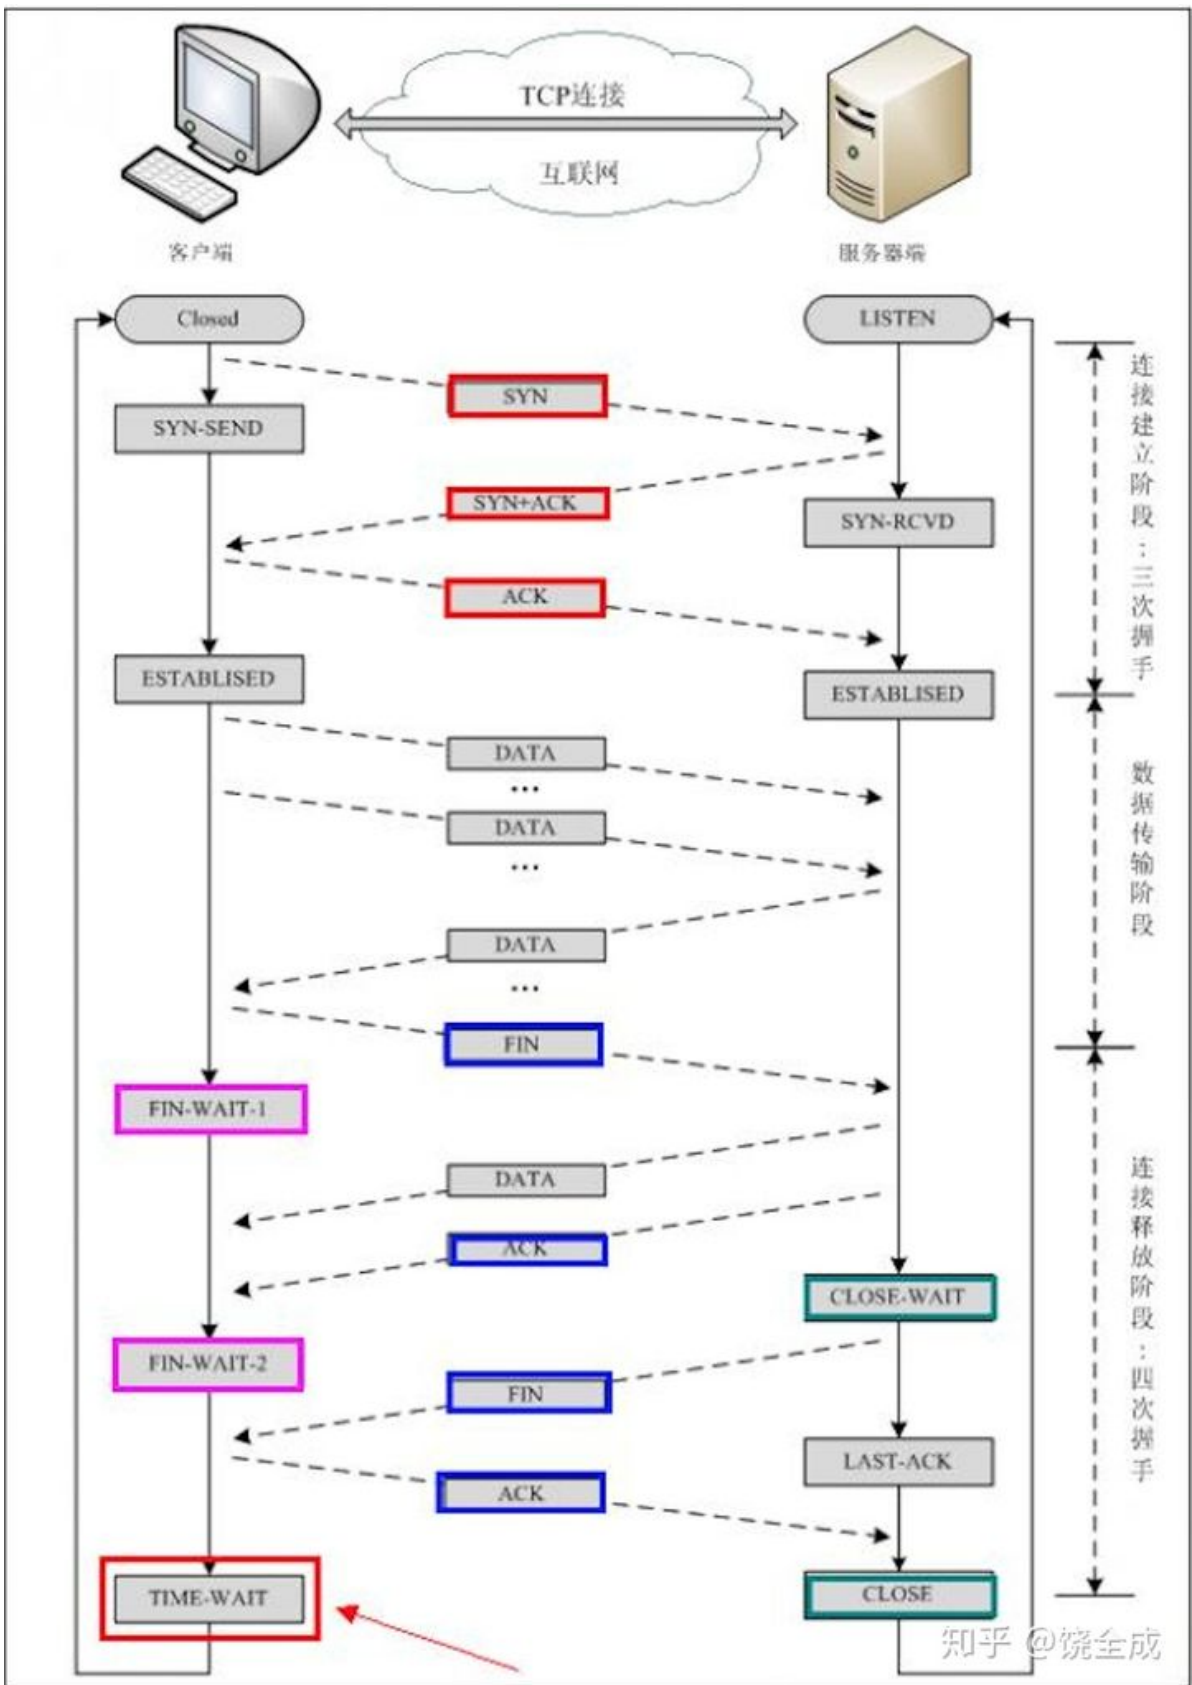 TCP连接
互联网
客户端
服务器端
Closed
LISTEN
SYN
SYN-SEND
SYN+ACK
SYN-RCVD
ACK
ESTABLISED
ESTABLISED
连接建立阶段：三次握手
DATA
...
DATA
...
DATA
...
数据传输阶段
FIN
FIN-WAIT-1
DATA
ACK
CLOSE-WAIT
FIN-WAIT-2
FIN
LAST-ACK
ACK
TIME-WAIT
CLOSE
连接释放阶段：四次握手
知乎 @饶全成